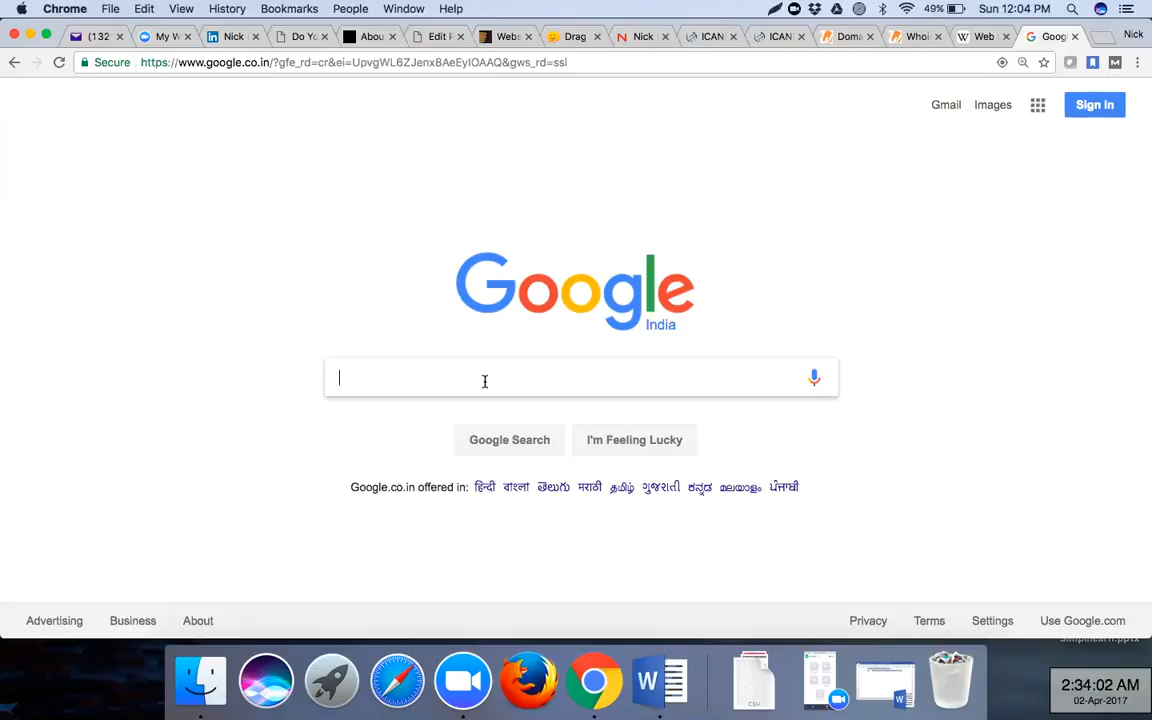 Chrome File Edit View History Bookmarks People Window Help 49% Sun 12:04 PM
(132 My W Nick Do Yo Abou Edit F Webs Drag Nick ICAN ICAN Doma Whoi Web Goog Nick
Secure https://www.google.co.in/?gfe_rd=cr&ei=UpvgWL6ZJenx8AeEyIOAAQ&gws_rd=ssl
Gmail Images Sign in
Google
India
Google Search I'm Feeling Lucky
Google.co.in offered in: हिन्दी বাংলা తెలుగు मराठी தமிழ் ગુજરાતી ಕನ್ನಡ മലയാളം ਪੰਜਾਬੀ
Advertising Business About Privacy Terms Settings Use Google.com
W CSV
2:34:02 AM
02-Apr-2017